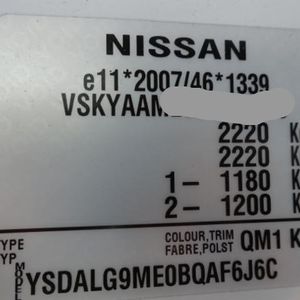 NISSAN
e11*2007/46*1339
VSKYAAM
2220 K
2220 K
1– 1180 K
2– 1200 K
TYPE COLOUR,TRIM QM1 K
TYP FABRE,POLST
MODEL YSDALG9ME0BQAF6J6C